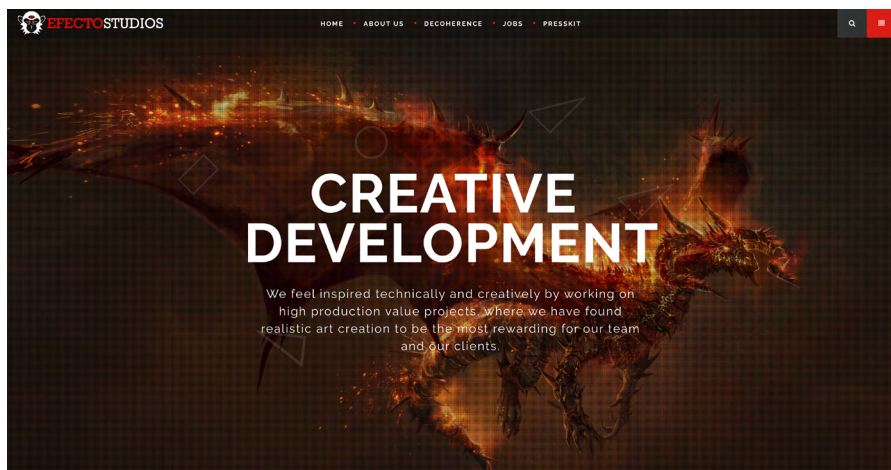 EFECTOSTUDIOS
HOME • ABOUT US • DECOHERENCE • JOBS • PRESSKIT
CREATIVE
DEVELOPMENT
We feel inspired technically and creatively by working on
high production value projects, where we have found
realistic art creation to be the most rewarding for our team
and our clients.